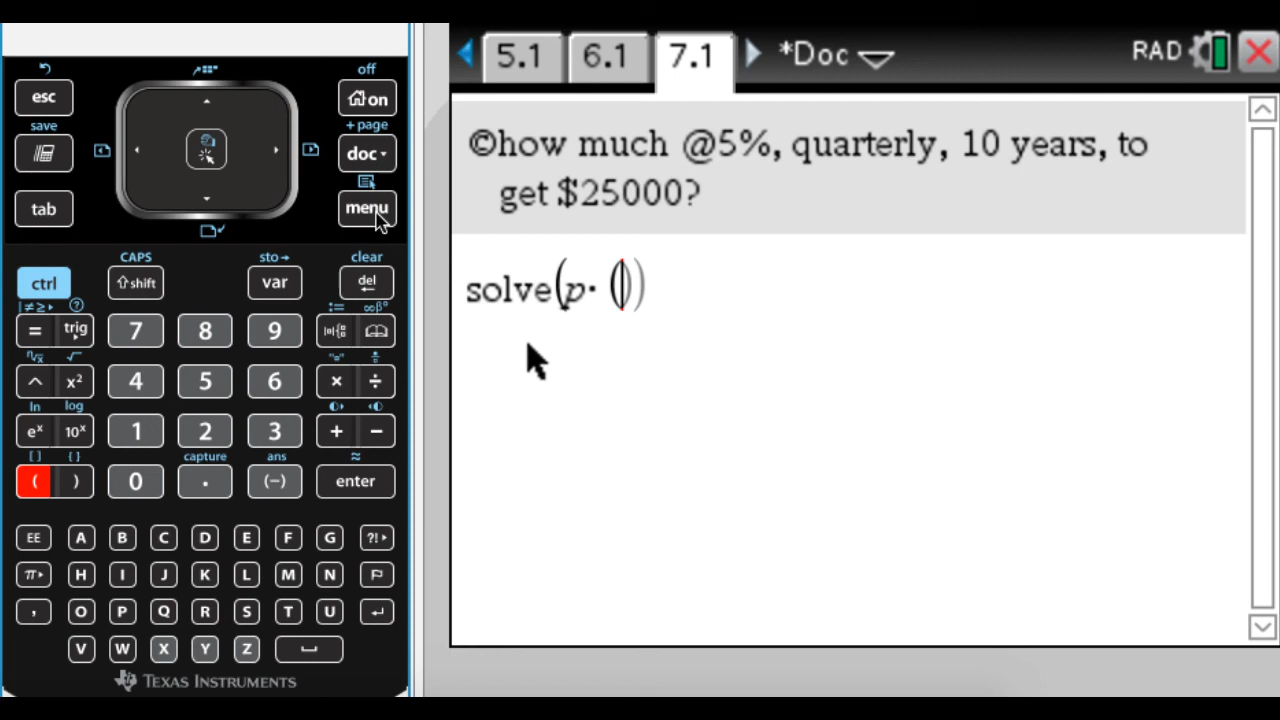 off
esc
on
save
+ page
doc
tab
menu
CAPS
sto→
clear
ctrl
⇧shift
var
del
|≠≥▸
?
:=
∞β°
=
trig
7
8
9
|□|{
ⁿ√x
√‾
"∞"
÷
^
x²
4
5
6
×
÷
ln
log
eˣ
10ˣ
1
2
3
+
−
[ ]
{ }
capture
ans
≈
(
)
0
.
(−)
enter
EE
A
B
C
D
E
F
G
?!▸
π▸
H
I
J
K
L
M
N
,
O
P
Q
R
S
T
U
V
W
X
Y
Z
TEXAS INSTRUMENTS
5.1
6.1
7.1
*Doc
RAD
©how much @5%, quarterly, 10 years, to
get $25000?
solve(p·())